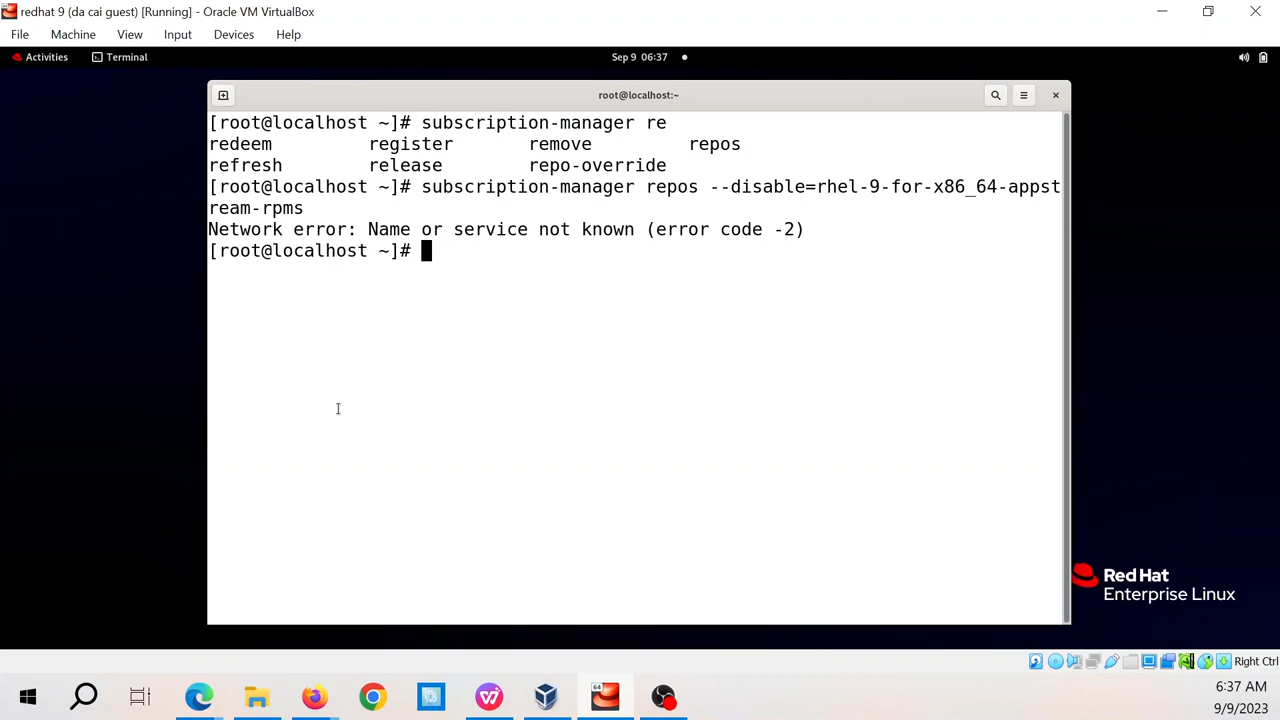 redhat 9 (da cai guest) [Running] - Oracle VM VirtualBox
File Machine View Input Devices Help
Activities Terminal Sep 9 06:37
root@localhost:~
[root@localhost ~]# subscription-manager re
redeem register remove repos
refresh release repo-override
[root@localhost ~]# subscription-manager repos --disable=rhel-9-for-x86_64-appst
ream-rpms
Network error: Name or service not known (error code -2)
[root@localhost ~]#
Red Hat
Enterprise Linux
Right Ctrl
64
6:37 AM
9/9/2023